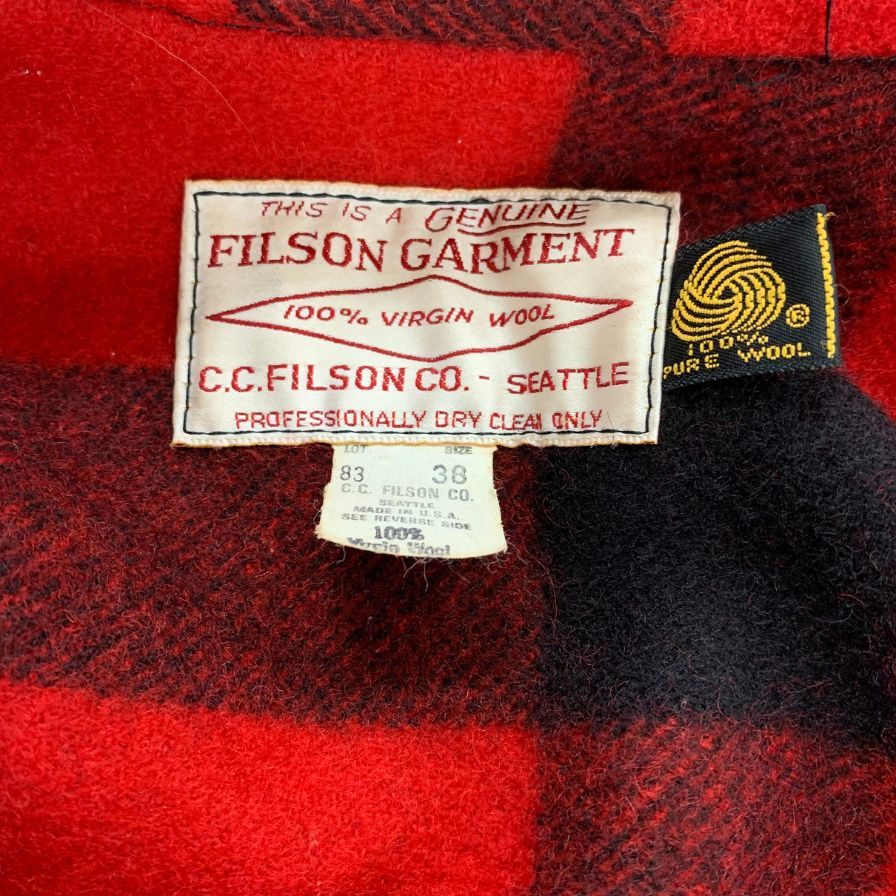 THIS IS A GENUINE
FILSON GARMENT
100% VIRGIN WOOL
C.C.FILSON CO. - SEATTLE
PROFESSIONALLY DRY CLEAN ONLY
100%
PURE WOOL
®
LOT SIZE
83 38
C.C. FILSON CO.
SEATTLE
MADE IN U.S.A.
SEE REVERSE SIDE
100%
Virgin Wool